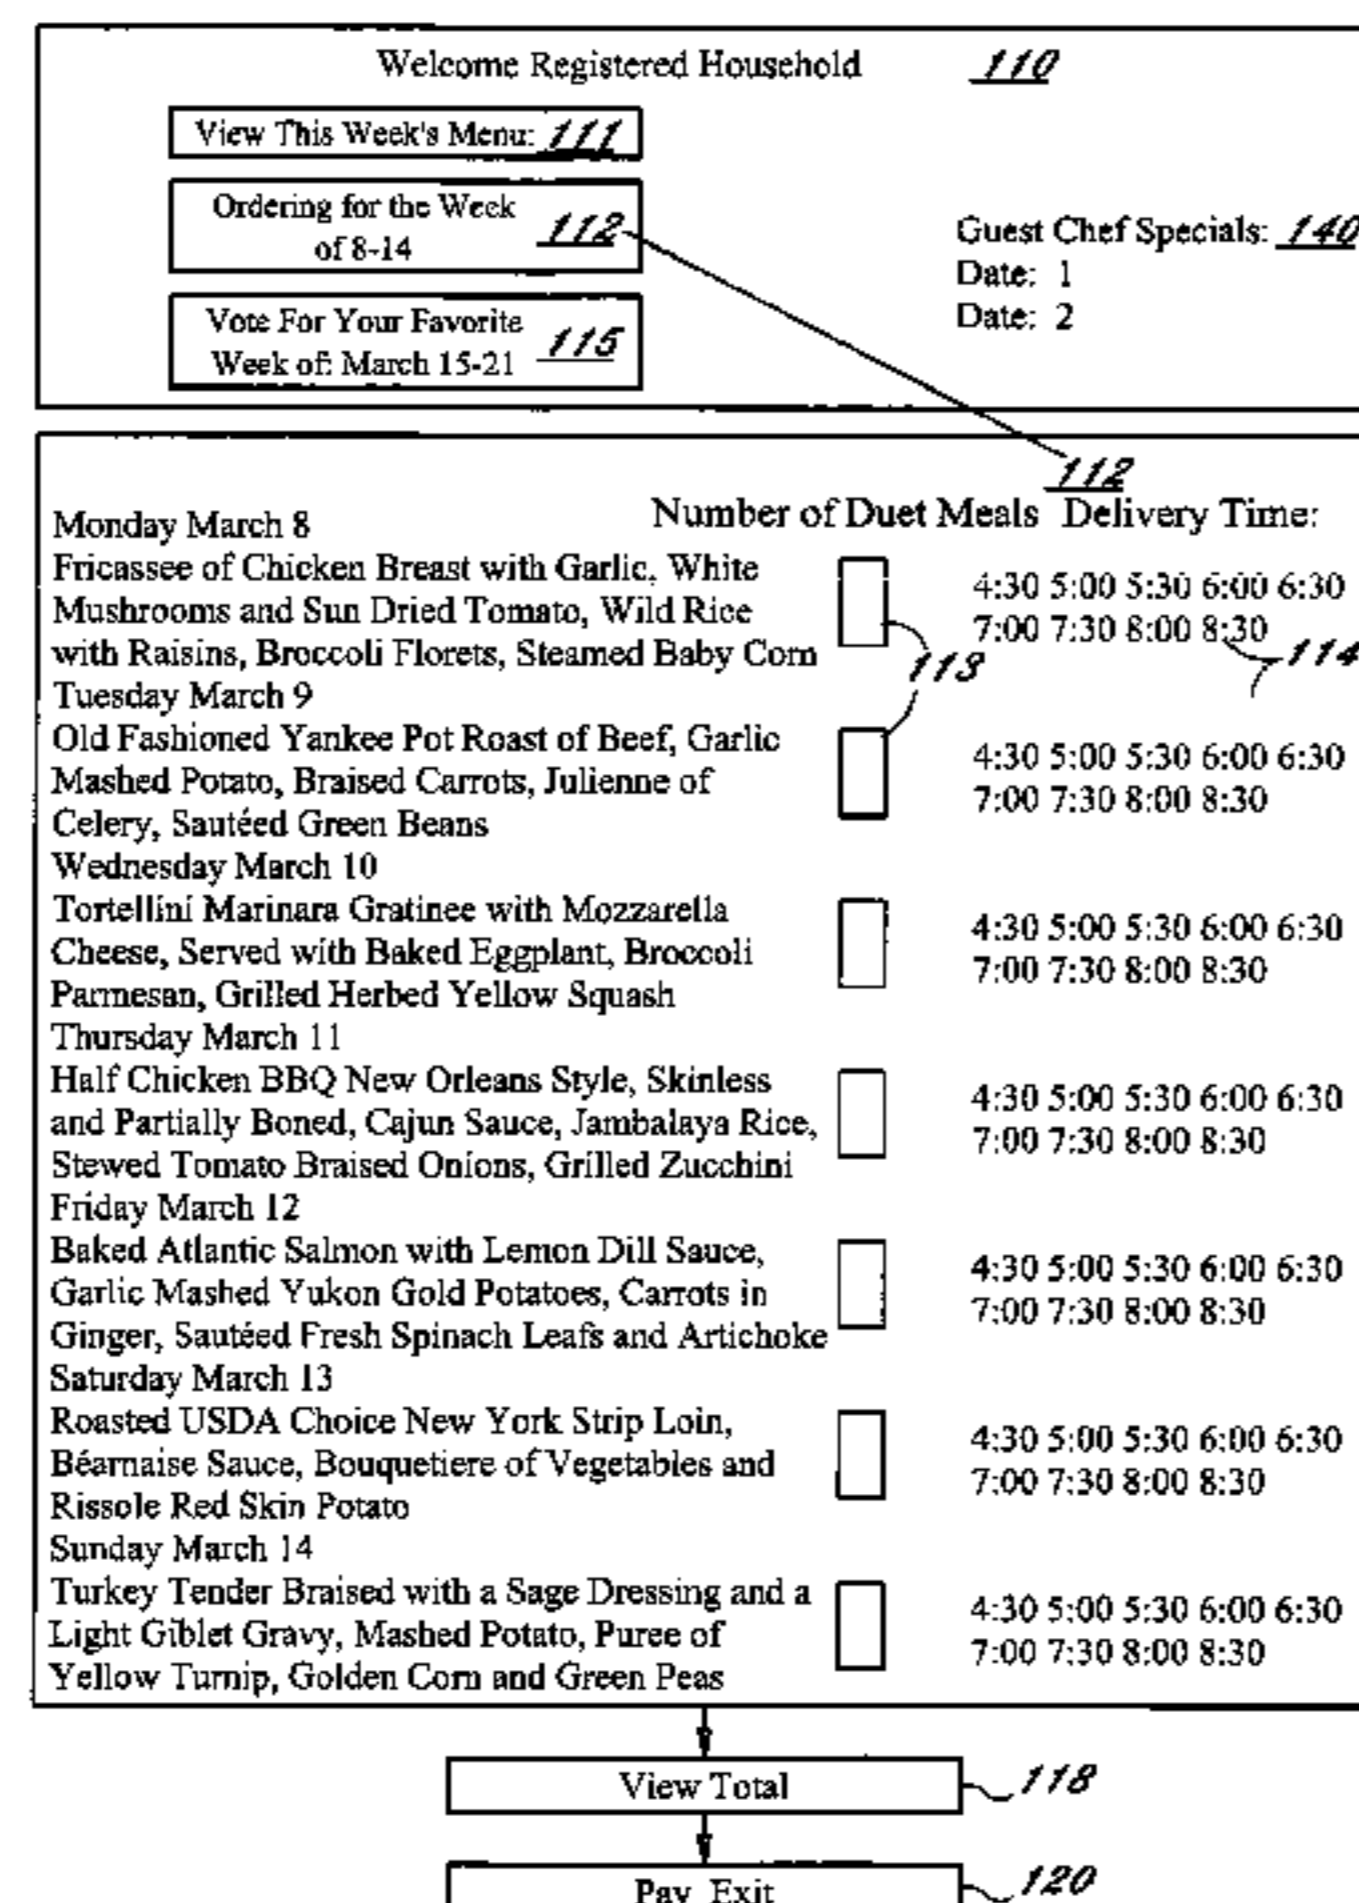 Welcome Registered Household 110
View This Week's Menu: 111
Ordering for the Week
of 8-14 112
Vote For Your Favorite
Week of: March 15-21 115
Guest Chef Specials: 140
Date: 1
Date: 2
112
Number of Duet Meals Delivery Time:
Monday March 8
Fricassee of Chicken Breast with Garlic, White
Mushrooms and Sun Dried Tomato, Wild Rice
with Raisins, Broccoli Florets, Steamed Baby Corn
4:30 5:00 5:30 6:00 6:30
7:00 7:30 8:00 8:30
113
114
Tuesday March 9
Old Fashioned Yankee Pot Roast of Beef, Garlic
Mashed Potato, Braised Carrots, Julienne of
Celery, Sautéed Green Beans
4:30 5:00 5:30 6:00 6:30
7:00 7:30 8:00 8:30
Wednesday March 10
Tortellini Marinara Gratinee with Mozzarella
Cheese, Served with Baked Eggplant, Broccoli
Parmesan, Grilled Herbed Yellow Squash
4:30 5:00 5:30 6:00 6:30
7:00 7:30 8:00 8:30
Thursday March 11
Half Chicken BBQ New Orleans Style, Skinless
and Partially Boned, Cajun Sauce, Jambalaya Rice,
Stewed Tomato Braised Onions, Grilled Zucchini
4:30 5:00 5:30 6:00 6:30
7:00 7:30 8:00 8:30
Friday March 12
Baked Atlantic Salmon with Lemon Dill Sauce,
Garlic Mashed Yukon Gold Potatoes, Carrots in
Ginger, Sautéed Fresh Spinach Leafs and Artichoke
4:30 5:00 5:30 6:00 6:30
7:00 7:30 8:00 8:30
Saturday March 13
Roasted USDA Choice New York Strip Loin,
Béarnaise Sauce, Bouquetiere of Vegetables and
Rissole Red Skin Potato
4:30 5:00 5:30 6:00 6:30
7:00 7:30 8:00 8:30
Sunday March 14
Turkey Tender Braised with a Sage Dressing and a
Light Giblet Gravy, Mashed Potato, Puree of
Yellow Turnip, Golden Corn and Green Peas
4:30 5:00 5:30 6:00 6:30
7:00 7:30 8:00 8:30
View Total 118
Pay Exit 120